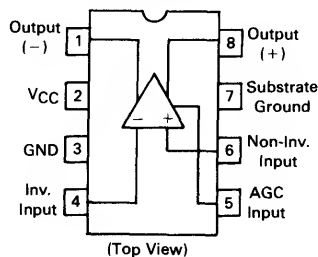 Output
(−)
1
8
Output
(+)
VCC
2
7
Substrate
Ground
− +
GND
3
6
Non-Inv.
Input
Inv.
Input
4
5
AGC
Input
(Top View)